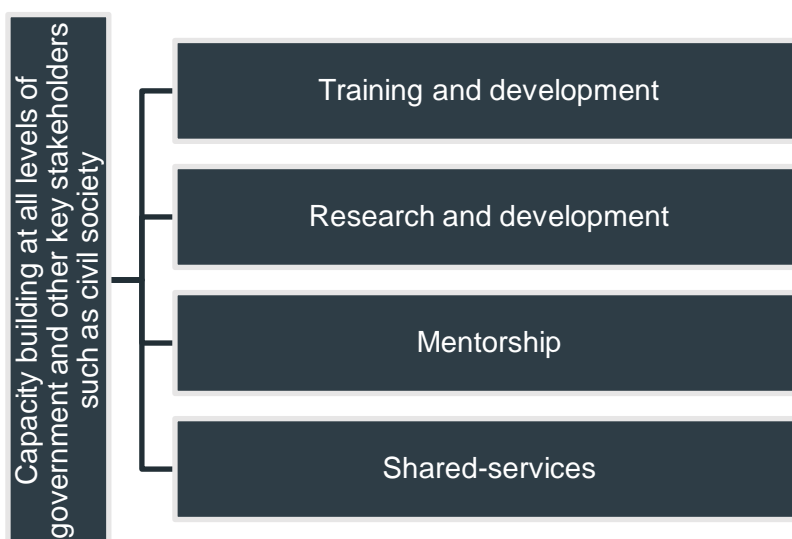 Capacity building at all levels of
government and other key stakeholders
such as civil society
Training and development
Research and development
Mentorship
Shared-services